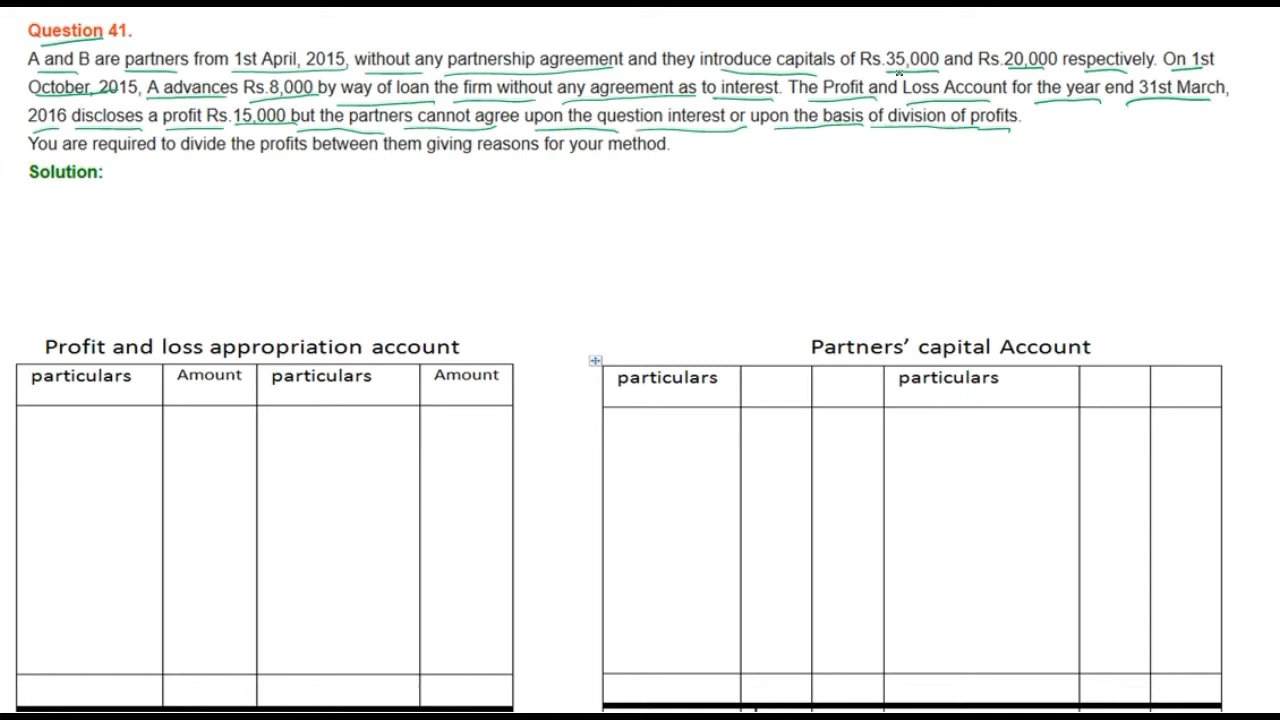 Question 41.
A and B are partners from 1st April, 2015, without any partnership agreement and they introduce capitals of Rs.35,000 and Rs.20,000 respectively. On 1st
October, 2015, A advances Rs.8,000 by way of loan the firm without any agreement as to interest. The Profit and Loss Account for the year end 31st March,
2016 discloses a profit Rs.15,000 but the partners cannot agree upon the question interest or upon the basis of division of profits.
You are required to divide the profits between them giving reasons for your method.
Solution:
Profit and loss appropriation account
particulars Amount particulars Amount
Partners’ capital Account
particulars particulars